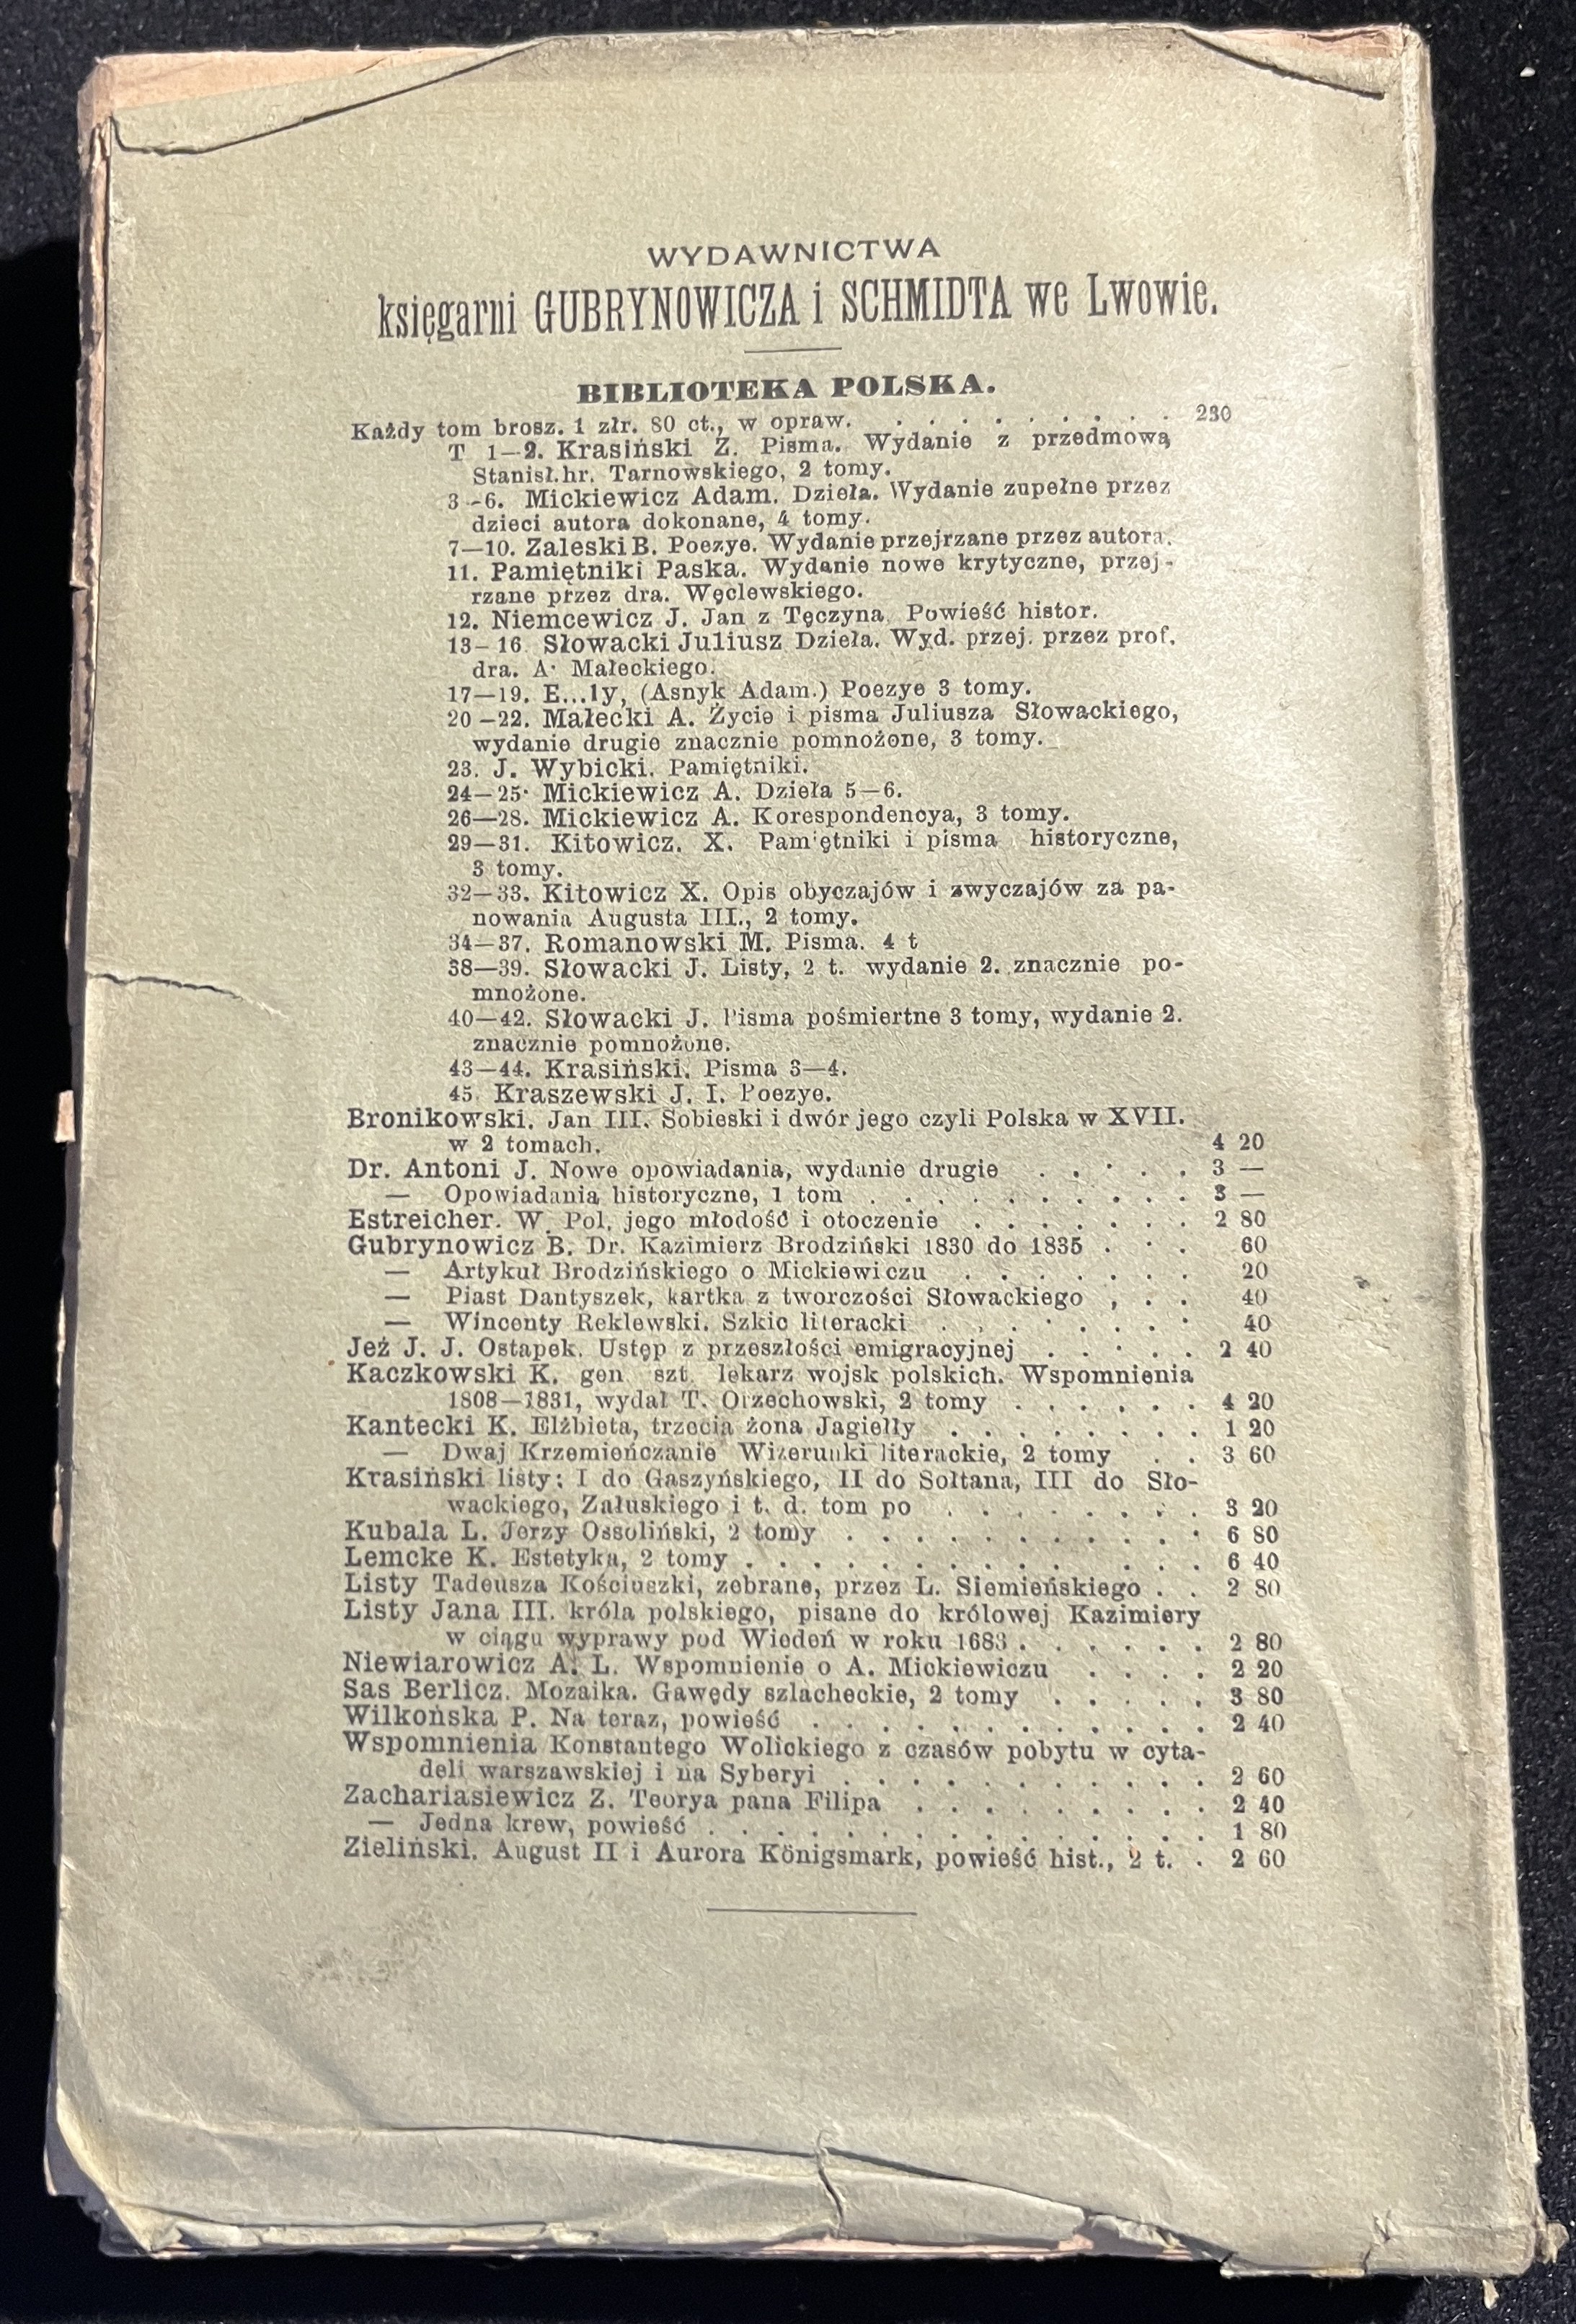 WYDAWNICTWA
księgarni GUBRYNOWICZA i SCHMIDTA we Lwowie.
BIBLIOTEKA POLSKA.
Każdy tom brosz. 1 złr. 80 ct., w opraw. . . . . . . . . . 230
T 1—2. Krasiński Z. Pisma. Wydanie z przedmową
Stanisł.hr. Tarnowskiego, 2 tomy.
3-6. Mickiewicz Adam. Dzieła. Wydanie zupełne przez
dzieci autora dokonane, 4 tomy.
7—10. Zaleski B. Poezye. Wydanie przejrzane przez autora.
11. Pamiętniki Paska. Wydanie nowe krytyczne, przej-
rzane przez dra. Węclewskiego.
12. Niemcewicz J. Jan z Tęczyna. Powieść histor.
13—16. Słowacki Juliusz Dzieła. Wyd. przej. przez prof.
dra. A· Małeckiego.
17—19. E...ly, (Asnyk Adam.) Poezye 3 tomy.
20—22. Małecki A. Życie i pisma Juliusza Słowackiego,
wydanie drugie znacznie pomnożone, 3 tomy.
23. J. Wybicki. Pamiętniki.
24—25· Mickiewicz A. Dzieła 5—6.
26—28. Mickiewicz A. Korespondencya, 3 tomy.
29—31. Kitowicz. X. Pamiętniki i pisma historyczne,
3 tomy.
32—33. Kitowicz X. Opis obyczajów i zwyczajów za pa-
nowania Augusta III., 2 tomy.
34—37. Romanowski M. Pisma. 4 t
38—39. Słowacki J. Listy, 2 t. wydanie 2. znacznie po-
mnożone.
40—42. Słowacki J. Pisma pośmiertne 3 tomy, wydanie 2.
znacznie pomnożone.
43—44. Krasiński. Pisma 3—4.
45. Kraszewski J. I. Poezye.
Bronikowski. Jan III. Sobieski i dwór jego czyli Polska w XVII.
w 2 tomach. 4 20
Dr. Antoni J. Nowe opowiadania, wydanie drugie . . . . . 3 —
— Opowiadania historyczne, 1 tom . . . . . . . . . . 3 —
Estreicher. W. Pol, jego młodość i otoczenie . . . . . . . 2 80
Gubrynowicz B. Dr. Kazimierz Brodziński 1830 do 1835 . . . 60
— Artykuł Brodzińskiego o Mickiewiczu . . . . . . . 20
— Piast Dantyszek, kartka z tworczości Słowackiego , . . 40
— Wincenty Reklewski. Szkic literacki . . . . . . . 40
Jeż J. J. Ostapek. Ustęp z przeszłości emigracyjnej . . . . . 2 40
Kaczkowski K. gen szt. lekarz wojsk polskich. Wspomnienia
1808—1831, wydał T. Orzechowski, 2 tomy . . . . . . 4 20
Kantecki K. Elżbieta, trzecia żona Jagiełły . . . . . . . . 1 20
— Dwaj Krzemieńczanie Wizerunki literackie, 2 tomy . . 3 60
Krasiński listy: I do Gaszyńskiego, II do Sołtana, III do Sło-
wackiego, Załuskiego i t. d. tom po . . . . . . . . 3 20
Kubala L. Jerzy Ossoliński, 2 tomy . . . . . . . . . . 6 80
Lemcke K. Estetyka, 2 tomy . . . . . . . . . . . . . 6 40
Listy Tadeusza Kościuszki, zebrane, przez L. Siemieńskiego . . 2 80
Listy Jana III. króla polskiego, pisane do królowej Kazimiery
w ciągu wyprawy pod Wiedeń w roku 1683 . . . . . . 2 80
Niewiarowicz A. L. Wspomnienie o A. Mickiewiczu . . . . 2 20
Sas Berlicz. Mozaika. Gawędy szlacheckie, 2 tomy . . . . . 3 80
Wilkońska P. Na teraz, powieść . . . . . . . . . . . 2 40
Wspomnienia Konstantego Wolickiego z czasów pobytu w cyta-
deli warszawskiej i na Syberyi . . . . . . . . . . . 2 60
Zachariasiewicz Z. Teorya pana Filipa . . . . . . . . . 2 40
— Jedna krew, powieść . . . . . . . . . . . . . . 1 80
Zieliński. August II i Aurora Königsmark, powieść hist., 2 t. . 2 60